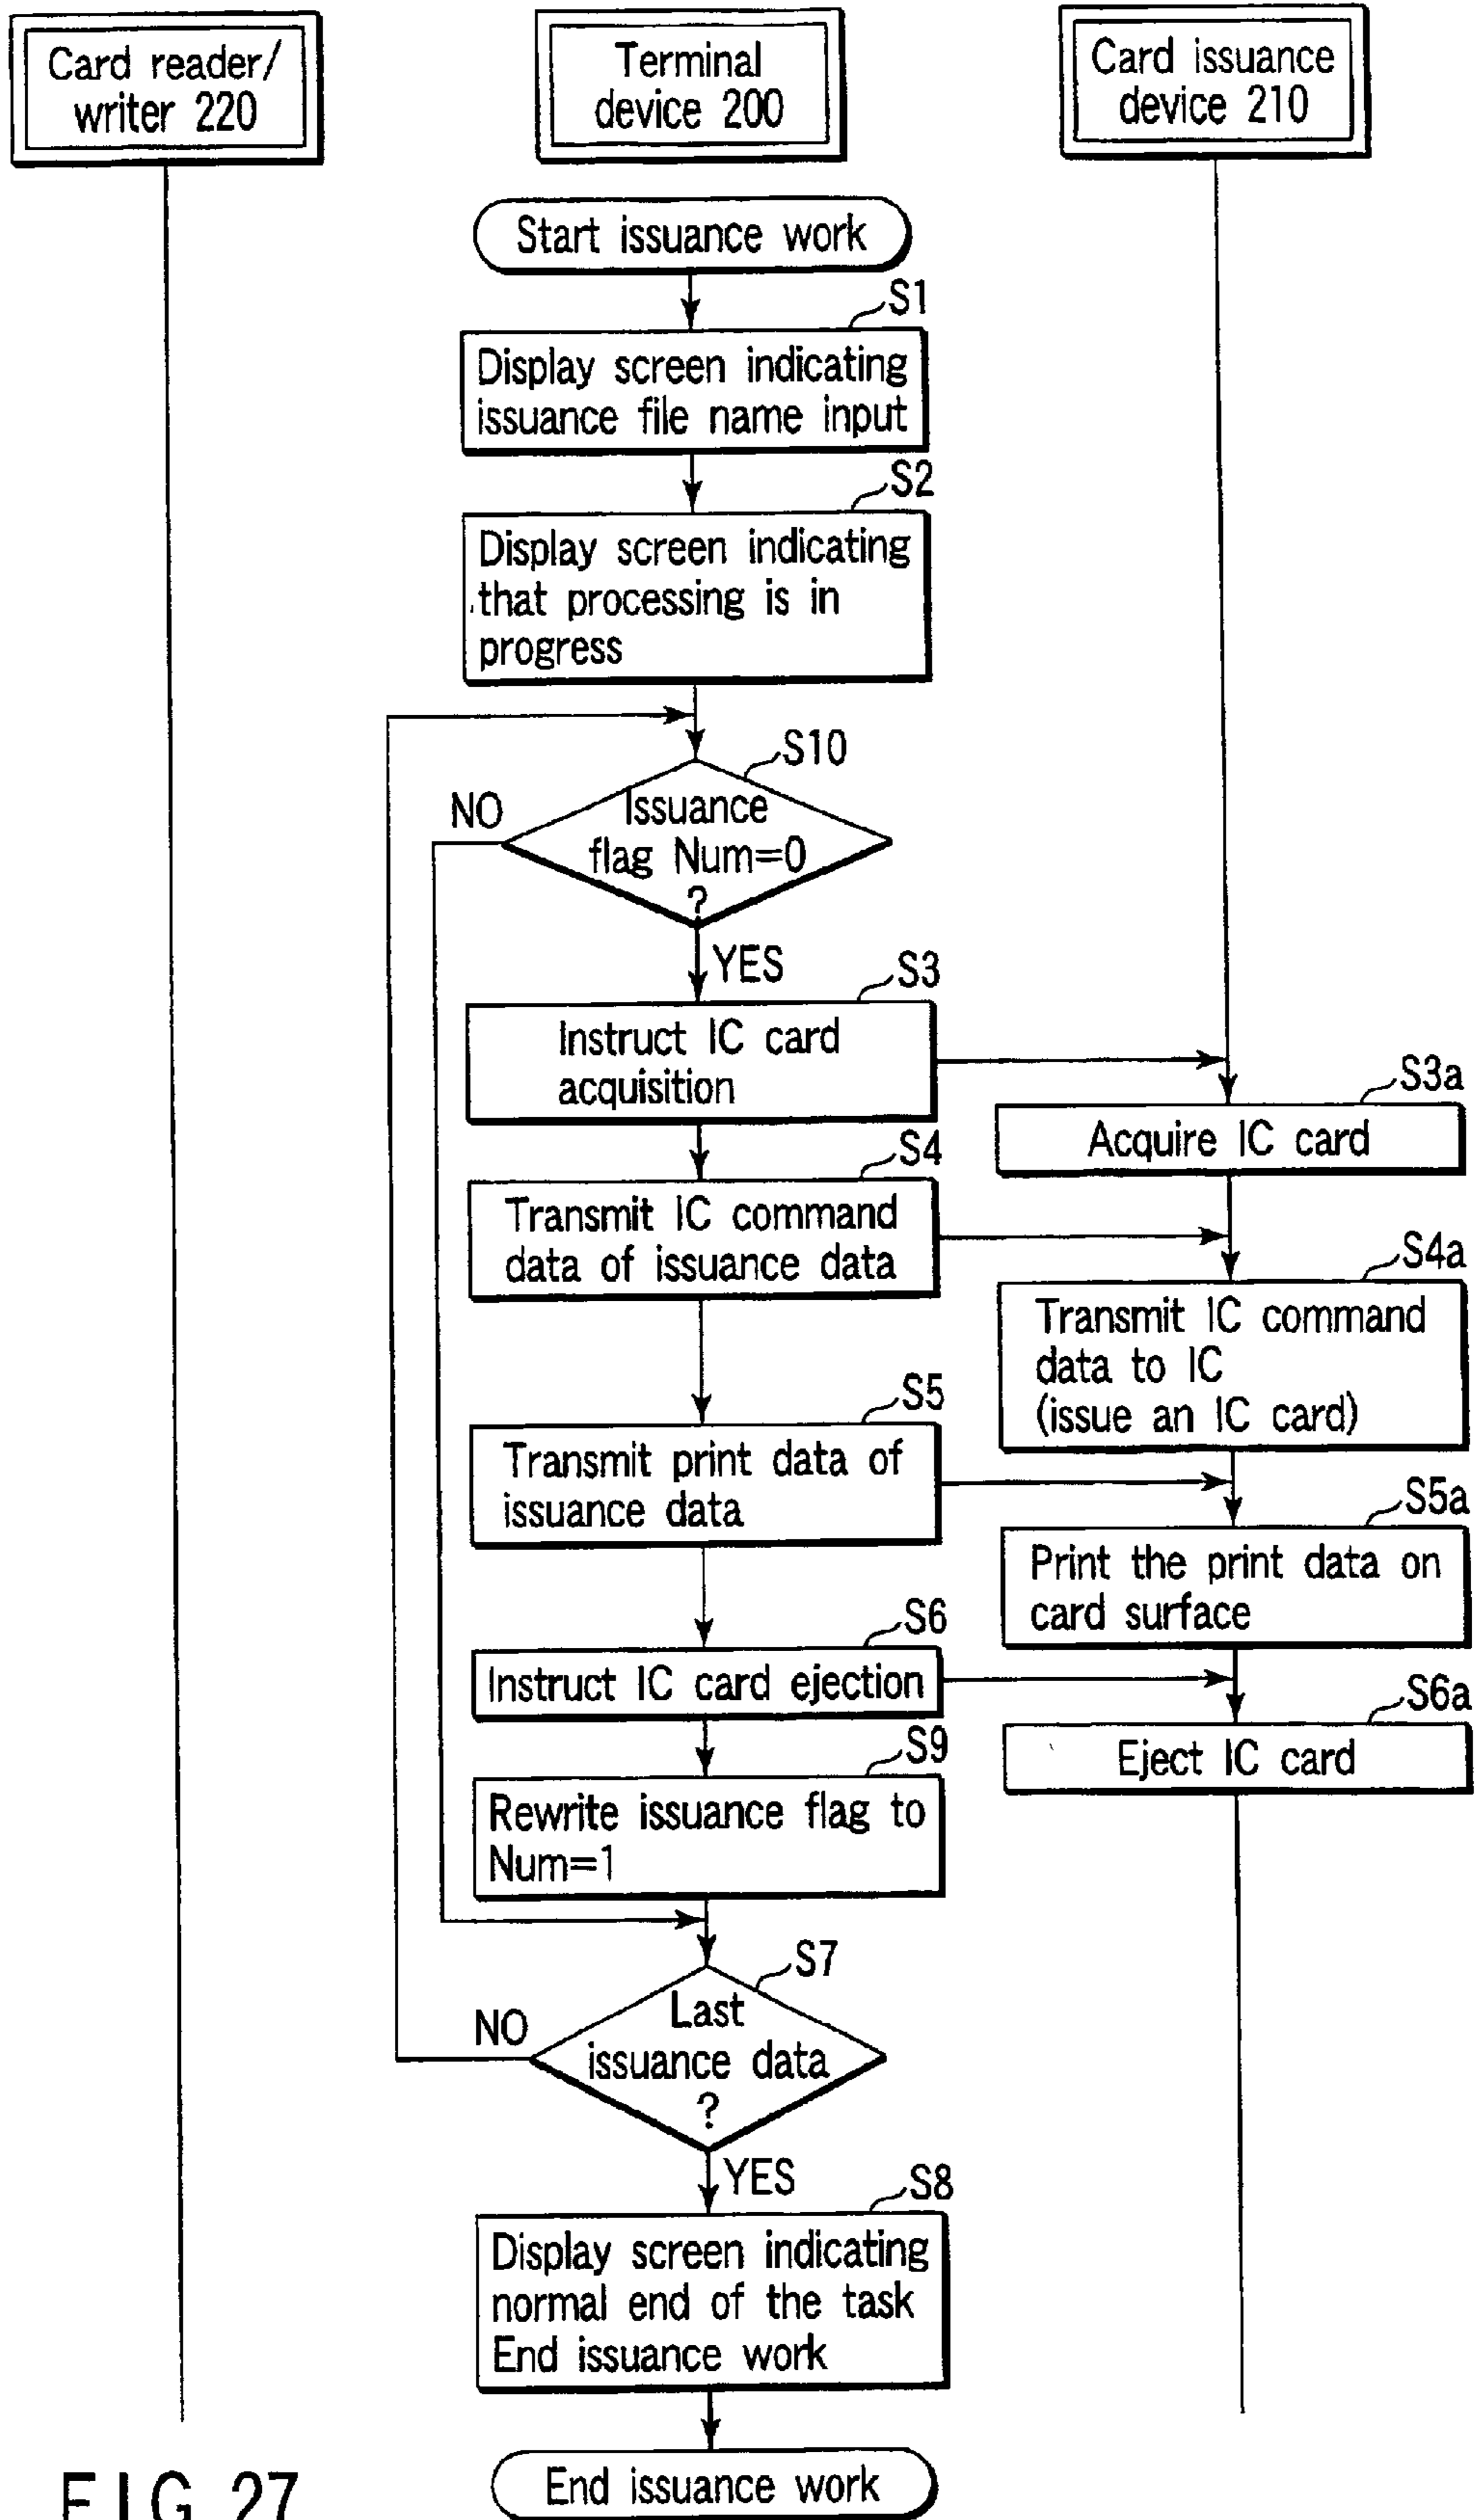 Card reader/
writer 220
Terminal
device 200
Card issuance
device 210
Start issuance work
S1
Display screen indicating
issuance file name input
S2
Display screen indicating
that processing is in
progress
S10
NO
Issuance
flag Num=0
?
YES
S3
Instruct IC card
acquisition
S3a
Acquire IC card
S4
Transmit IC command
data of issuance data
S4a
Transmit IC command
data to IC
(issue an IC card)
S5
Transmit print data of
issuance data
S5a
Print the print data on
card surface
S6
Instruct IC card ejection
S6a
Eject IC card
S9
Rewrite issuance flag to
Num=1
S7
NO
Last
issuance data
?
YES
S8
Display screen indicating
normal end of the task
End issuance work
End issuance work
FIG. 27